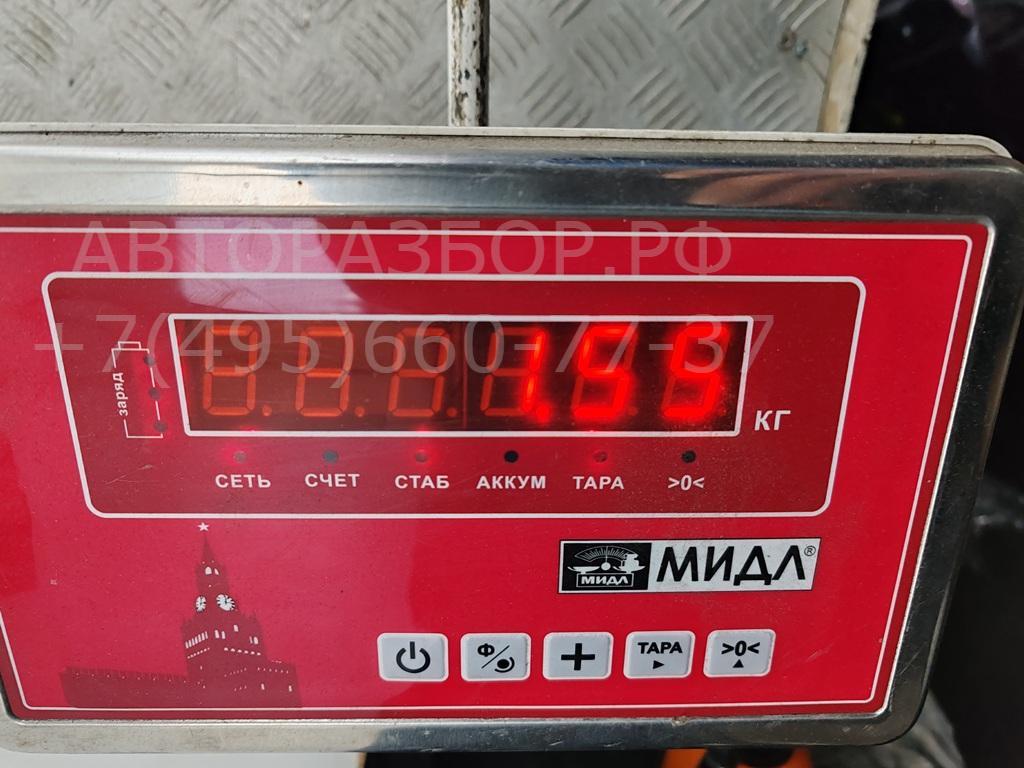 АВТОРАЗБОР.РФ
+7(495)660-77-37
заряд
1.55
КГ
СЕТЬ СЧЕТ СТАБ АККУМ ТАРА >0<
МИДЛ МИДЛ®
Ф ТАРА >0<